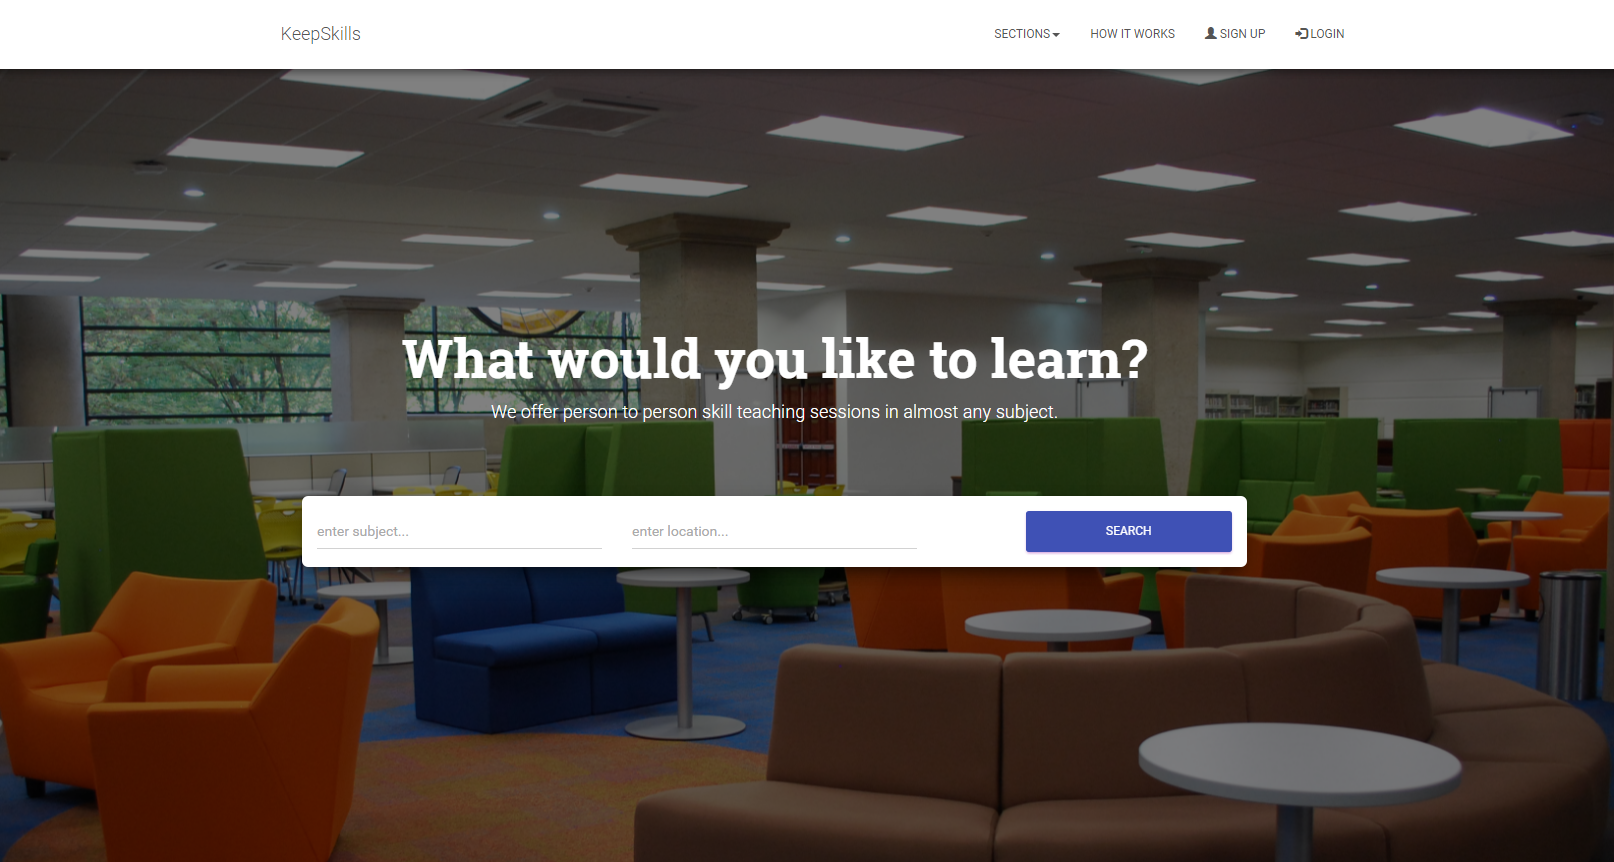 KeepSkills
SECTIONS
HOW IT WORKS
SIGN UP
LOGIN
What would you like to learn?
We offer person to person skill teaching sessions in almost any subject.
enter subject...
enter location...
SEARCH